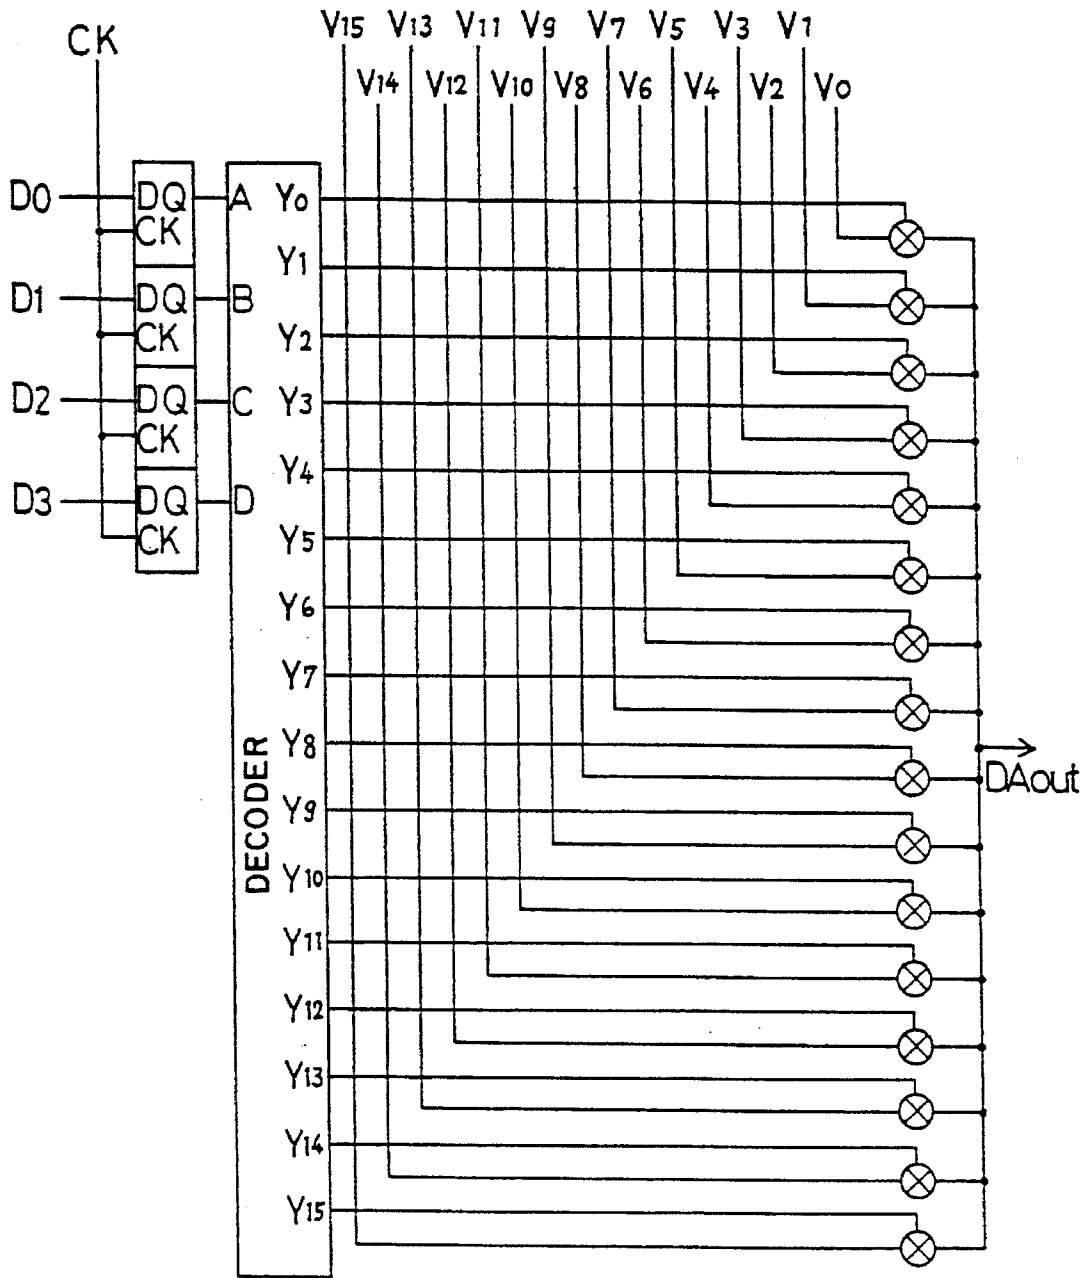 V15 V13 V11 V9 V7 V5 V3 V1
CK
V14 V12 V10 V8 V6 V4 V2 V0
D0 DQ A Y0
CK
Y1
D1 DQ B
CK Y2
D2 DQ C Y3
CK
Y4
D3 DQ D
CK Y5
Y6
Y7
Y8
DAout
DECODER
Y9
Y10
Y11
Y12
Y13
Y14
Y15